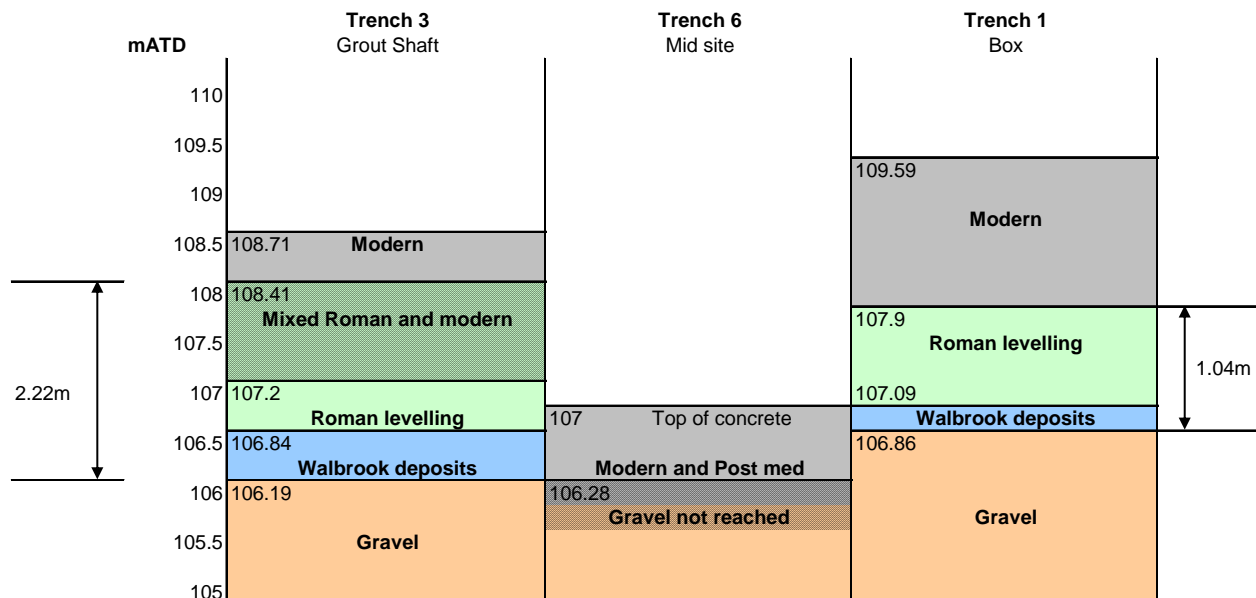 Trench 3
Trench 6
Trench 1
mATD
Grout Shaft
Mid site
Box
110
109.5
109
108.5
108
107.5
107
106.5
106
105.5
105
2.22m
108.71
Modern
108.41
Mixed Roman and modern
107.2
Roman levelling
106.84
Walbrook deposits
106.19
Gravel
107
Top of concrete
Modern and Post med
106.28
Gravel not reached
109.59
Modern
107.9
Roman levelling
107.09
Walbrook deposits
106.86
Gravel
1.04m